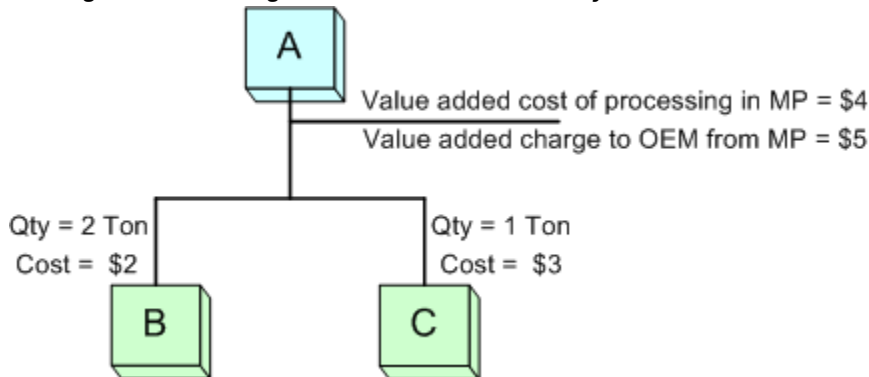 A
Value added cost of processing in MP = $4
Value added charge to OEM from MP = $5
Qty = 2 Ton
Cost = $2
Qty = 1 Ton
Cost = $3
B
C